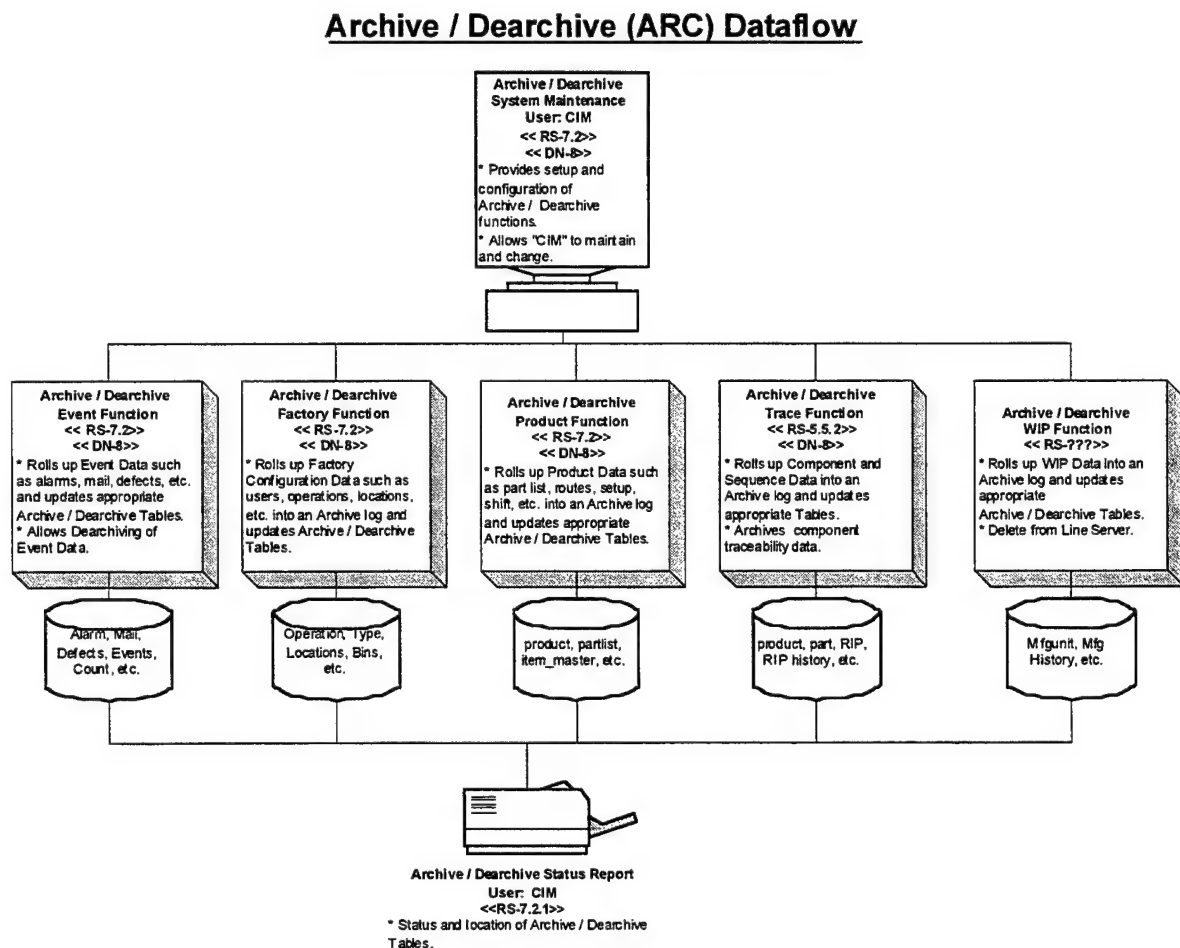 Archive / Dearchive (ARC) Dataflow
Archive / Dearchive
System Maintenance
User: CIM
<< RS-7.2>>
<< DN-8>>
* Provides setup and
configuration of
Archive / Dearchive
functions.
* Allows "CIM" to maintain
and change.
Archive / Dearchive
Event Function
<< RS-7.2>>
<< DN-8>>
* Rolls up Event Data such
as alarms, mail, defects, etc.
and updates appropriate
Archive / Dearchive Tables.
* Allows Dearchiving of
Event Data.
Archive / Dearchive
Factory Function
<< RS-7.2>>
<< DN-8>>
* Rolls up Factory
Configuration Data such as
users, operations, locations,
etc. into an Archive log and
updates Archive / Dearchive
Tables.
Archive / Dearchive
Product Function
<< RS-7.2>>
<< DN-8>>
* Rolls up Product Data such
as part list, routes, setup,
shift, etc. into an Archive log
and updates appropriate
Archive / Dearchive Tables.
Archive / Dearchive
Trace Function
<< RS-5.5.2>>
<< DN-8>>
* Rolls up Component and
Sequence Data into an
Archive log and updates
appropriate Tables.
* Archives component
traceability data.
Archive / Dearchive
WIP Function
<< RS-???>>
* Rolls up WIP Data into an
Archive log and updates
appropriate
Archive / Dearchive Tables.
* Delete from Line Server.
Alarm, Mail,
Defects, Events,
Count, etc.
Operation, Type,
Locations, Bins,
etc.
product, partlist,
item_master, etc.
product, part, RIP,
RIP history, etc.
Mfgunit, Mfg
History, etc.
Archive / Dearchive Status Report
User: CIM
<<RS-7.2.1>>
* Status and location of Archive / Dearchive
Tables.